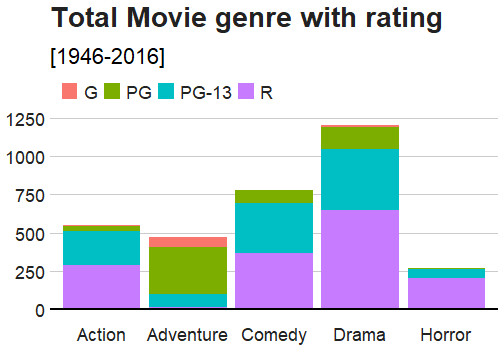 Total Movie genre with rating
[1946-2016]
G PG PG-13 R
1250
1000
750
500
250
0
Action Adventure Comedy Drama Horror